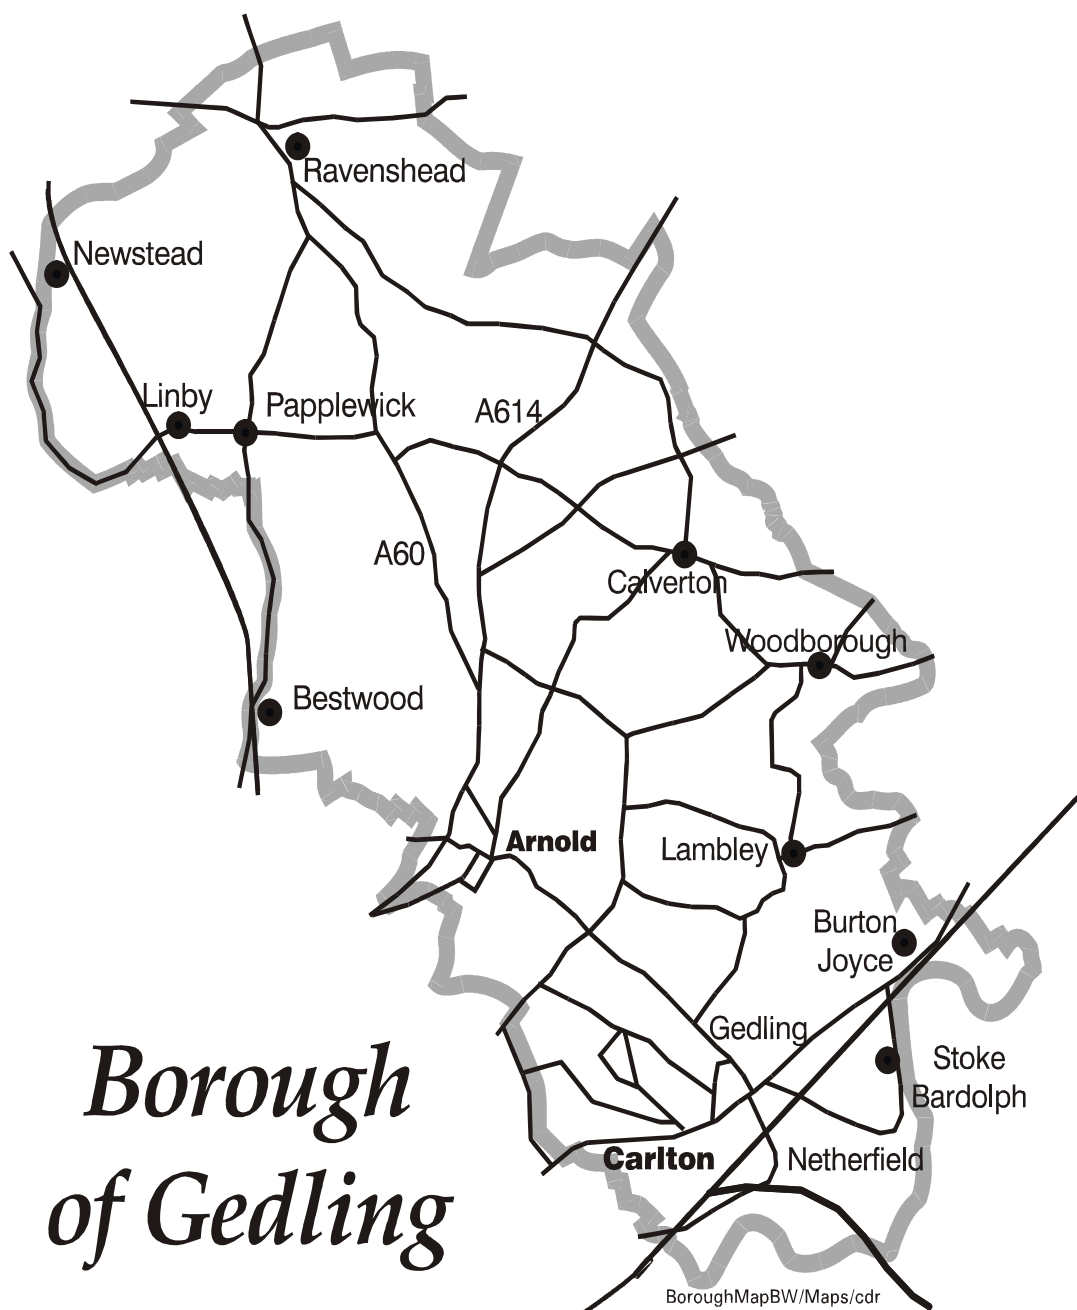 Ravenshead
Newstead
Linby
Papplewick
A614
A60
Calverton
Woodborough
Bestwood
Arnold
Lambley
Burton
Joyce
Gedling
Stoke
Bardolph
Carlton
Netherfield
Borough
of Gedling
BoroughMapBW/Maps/cdr